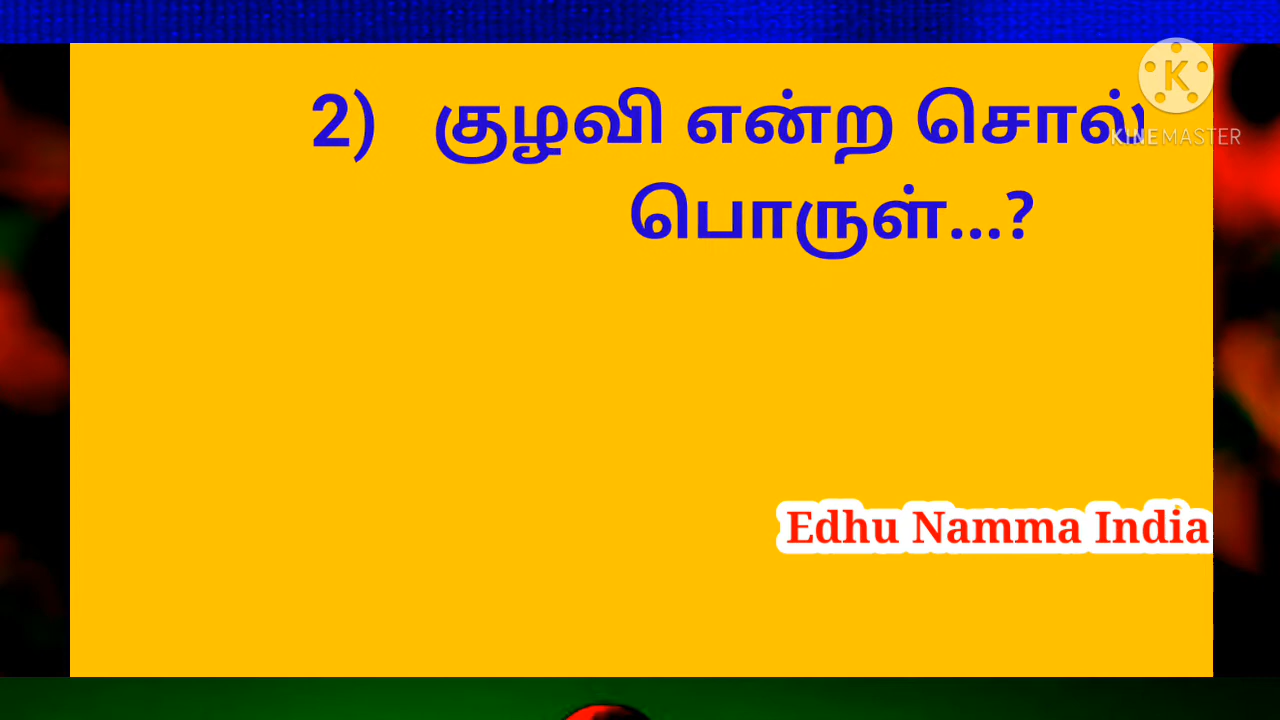 2) குழவி என்ற சொல்
பொருள்...?
KINEMASTER
Edhu Namma India